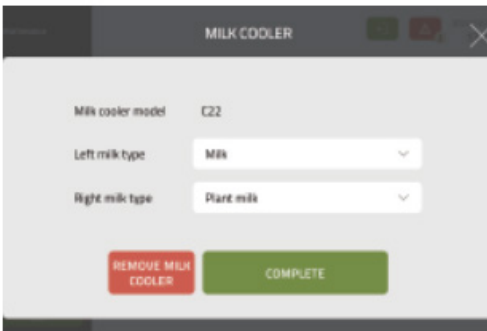 MILK COOLER
Milk cooler model C22
Left milk type Milk
Right milk type Plant milk
REMOVE MILK
COOLER
COMPLETE